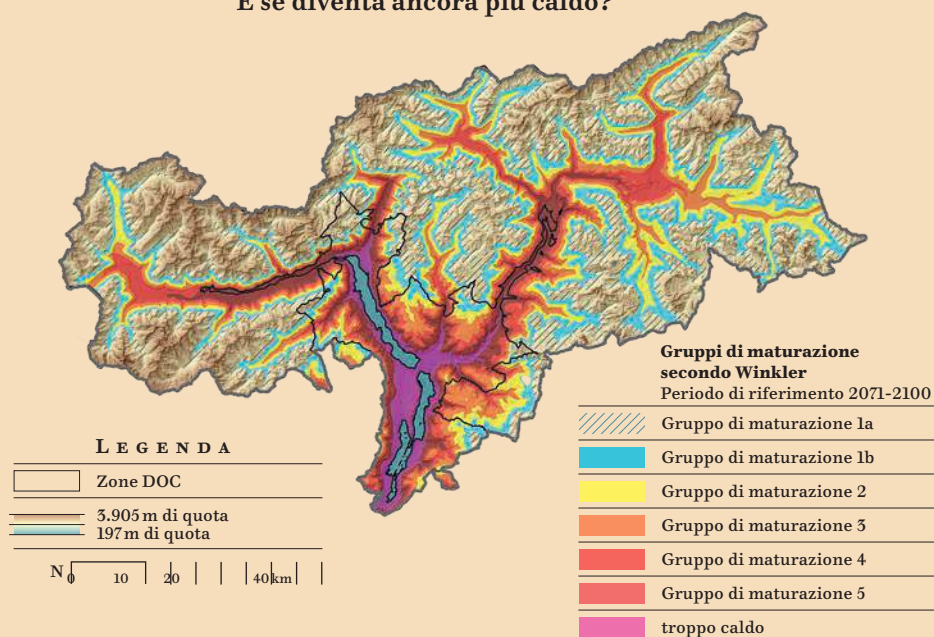 E se diventa ancora più caldo?
Gruppi di maturazione
secondo Winkler
Periodo di riferimento 2071-2100
Gruppo di maturazione 1a
Gruppo di maturazione 1b
Gruppo di maturazione 2
Gruppo di maturazione 3
Gruppo di maturazione 4
Gruppo di maturazione 5
troppo caldo
LEGENDA
Zone DOC
3.905 m di quota
197 m di quota
N 0 10 20 40 km